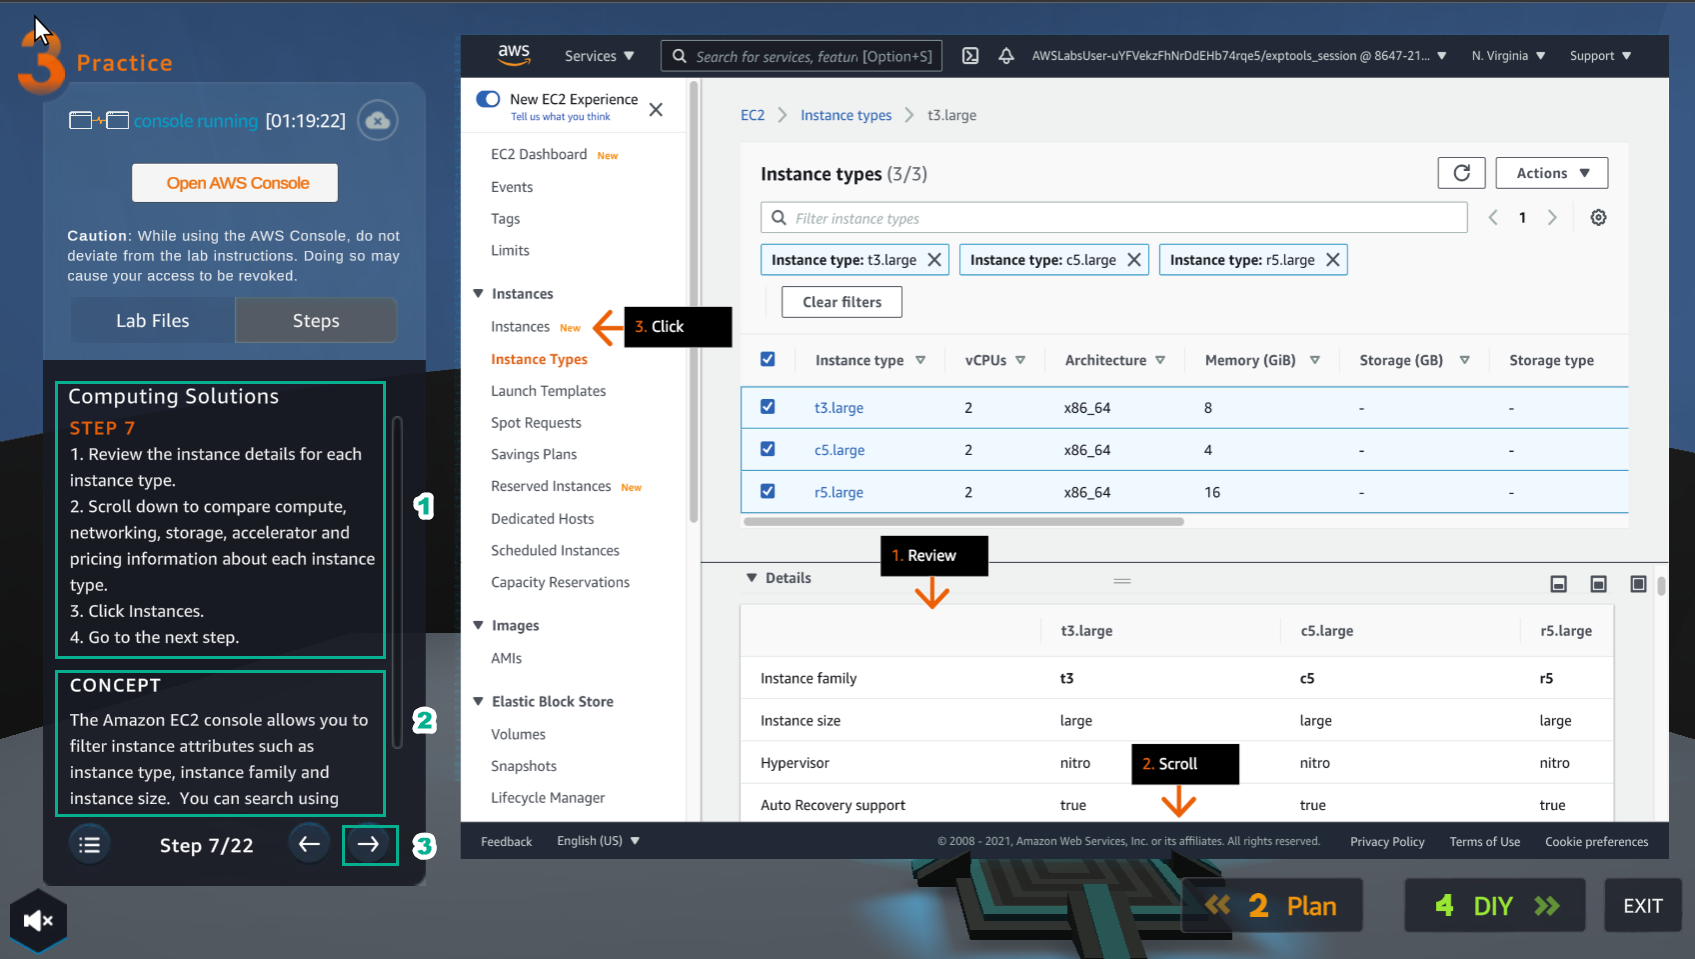 3 Practice
console running [01:19:22]
Open AWS Console
Caution: While using the AWS Console, do not
deviate from the lab instructions. Doing so may
cause your access to be revoked.
Lab Files Steps
Computing Solutions
STEP 7
1. Review the instance details for each
instance type.
2. Scroll down to compare compute,
networking, storage, accelerator and
pricing information about each instance
type.
3. Click Instances.
4. Go to the next step.
1
CONCEPT
The Amazon EC2 console allows you to
filter instance attributes such as
instance type, instance family and
instance size. You can search using
2
Step 7/22
3
aws Services Search for services, featur [Option+S] AWSLabsUser-uYFVekzFhNrDdEHb74rqe5/exptools_session @ 8647-21... N. Virginia Support
New EC2 Experience
Tell us what you think
EC2 Dashboard New
Events
Tags
Limits
Instances
Instances New
3. Click
Instance Types
Launch Templates
Spot Requests
Savings Plans
Reserved Instances New
Dedicated Hosts
Scheduled Instances
Capacity Reservations
Images
AMIs
Elastic Block Store
Volumes
Snapshots
Lifecycle Manager
EC2 Instance types t3.large
Instance types (3/3) Actions
Filter instance types 1
Instance type: t3.large Instance type: c5.large Instance type: r5.large
Clear filters
Instance type vCPUs Architecture Memory (GiB) Storage (GB) Storage type
t3.large 2 x86_64 8 - -
c5.large 2 x86_64 4 - -
r5.large 2 x86_64 16 - -
1. Review
Details
t3.large c5.large r5.large
Instance family t3 c5 r5
Instance size large large large
Hypervisor nitro nitro nitro
2. Scroll
Auto Recovery support true true true
Feedback English (US) © 2008 - 2021, Amazon Web Services, Inc. or its affiliates. All rights reserved. Privacy Policy Terms of Use Cookie preferences
2 Plan 4 DIY EXIT